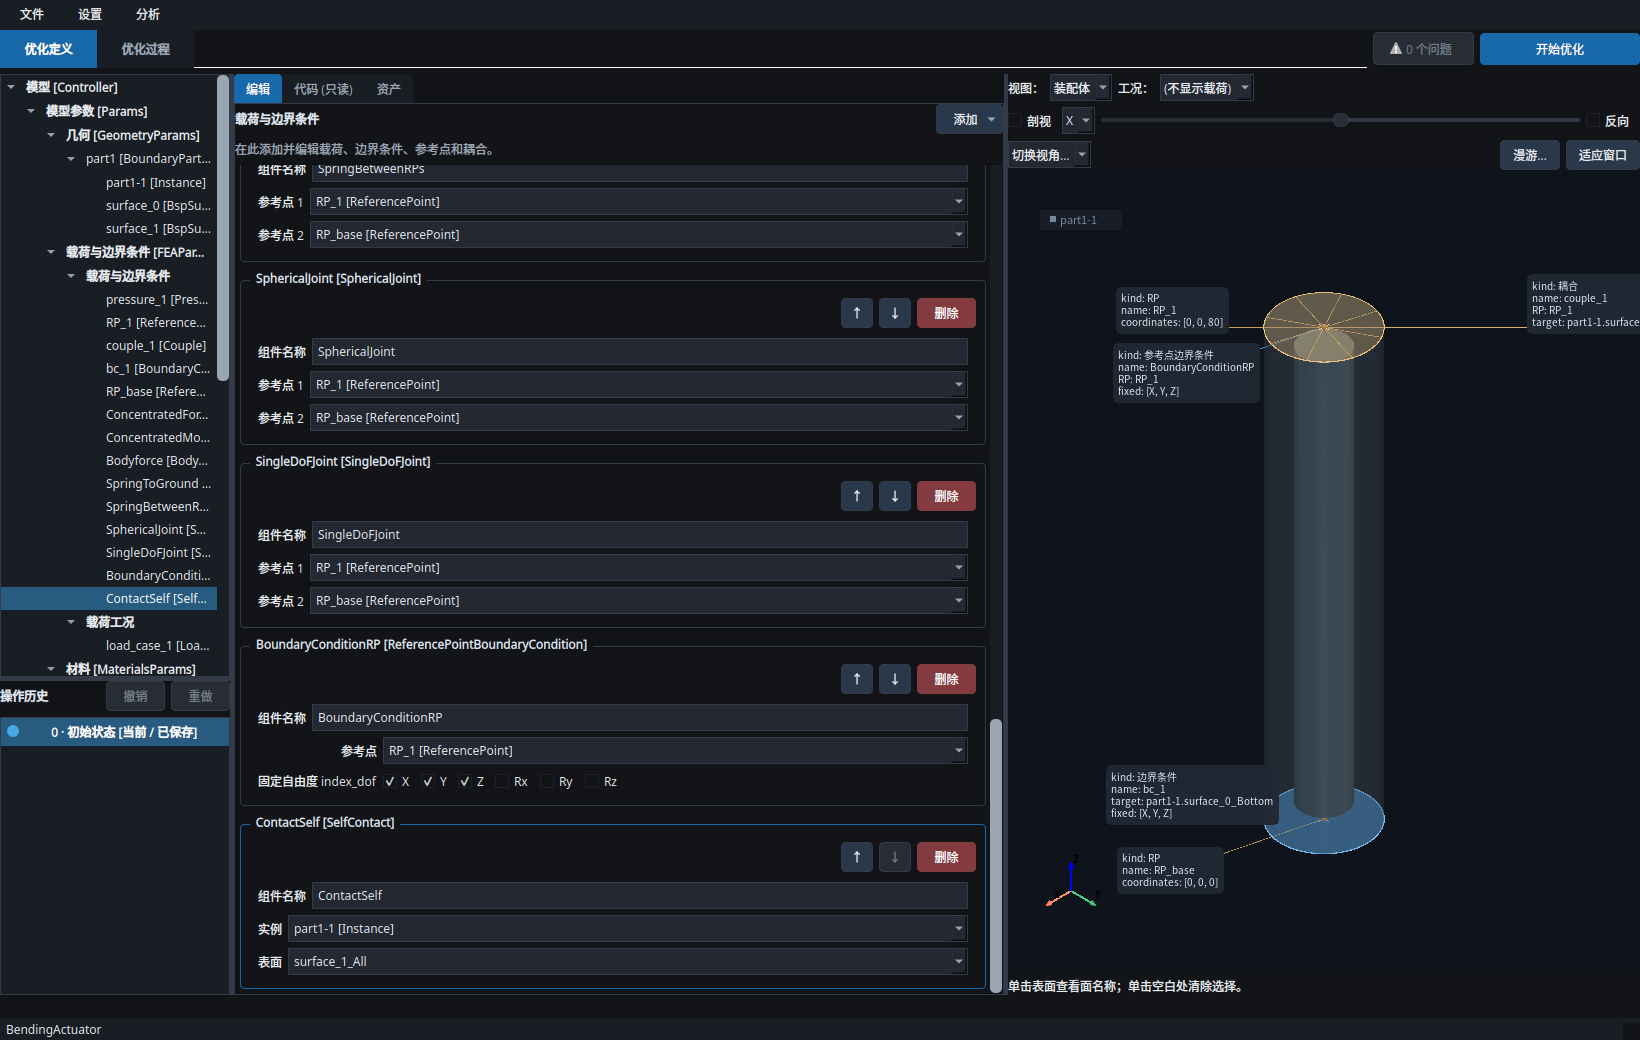 文件 设置 分析
优化定义 优化过程 0 个问题 开始优化
模型 [Controller]
模型参数 [Params]
几何 [GeometryParams]
part1 [BoundaryPart...
part1-1 [Instance]
surface_0 [BspSu...
surface_1 [BspSu...
载荷与边界条件 [FEAPar...
载荷与边界条件
pressure_1 [Pres...
RP_1 [Reference...
couple_1 [Couple]
bc_1 [BoundaryC...
RP_base [Refere...
ConcentratedFor...
ConcentratedMo...
Bodyforce [Body...
SpringToGround ...
SpringBetweenR...
SphericalJoint [S...
SingleDoFJoint [S...
BoundaryConditi...
ContactSelf [Self...
载荷工况
load_case_1 [Loa...
材料 [MaterialsParams]
操作历史 撤销 重做
0 · 初始状态 [当前 / 已保存]
编辑 代码 (只读) 资产
载荷与边界条件 添加
在此添加并编辑载荷、边界条件、参考点和耦合。
组件名称 SpringBetweenRPs
参考点 1 RP_1 [ReferencePoint]
参考点 2 RP_base [ReferencePoint]
SphericalJoint [SphericalJoint]
↑ ↓ 删除
组件名称 SphericalJoint
参考点 1 RP_1 [ReferencePoint]
参考点 2 RP_base [ReferencePoint]
SingleDoFJoint [SingleDoFJoint]
↑ ↓ 删除
组件名称 SingleDoFJoint
参考点 1 RP_1 [ReferencePoint]
参考点 2 RP_base [ReferencePoint]
BoundaryConditionRP [ReferencePointBoundaryCondition]
↑ ↓ 删除
组件名称 BoundaryConditionRP
参考点 RP_1 [ReferencePoint]
固定自由度 index_dof X Y Z Rx Ry Rz
ContactSelf [SelfContact]
↑ ↓ 删除
组件名称 ContactSelf
实例 part1-1 [Instance]
表面 surface_1_All
视图: 装配体 工况: (不显示载荷)
剖视 X 反向
切换视角... 漫游... 适应窗口
part1-1
kind: RP
name: RP_1
coordinates: [0, 0, 80]
kind: 耦合
name: couple_1
RP: RP_1
target: part1-1.surface
kind: 参考点边界条件
name: BoundaryConditionRP
RP: RP_1
fixed: [X, Y, Z]
kind: 边界条件
name: bc_1
target: part1-1.surface_0_Bottom
fixed: [X, Y, Z]
kind: RP
name: RP_base
coordinates: [0, 0, 0]
Z
Y
单击表面查看面名称；单击空白处清除选择。
BendingActuator